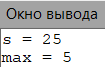 Окно вывода
s = 25
max = 5